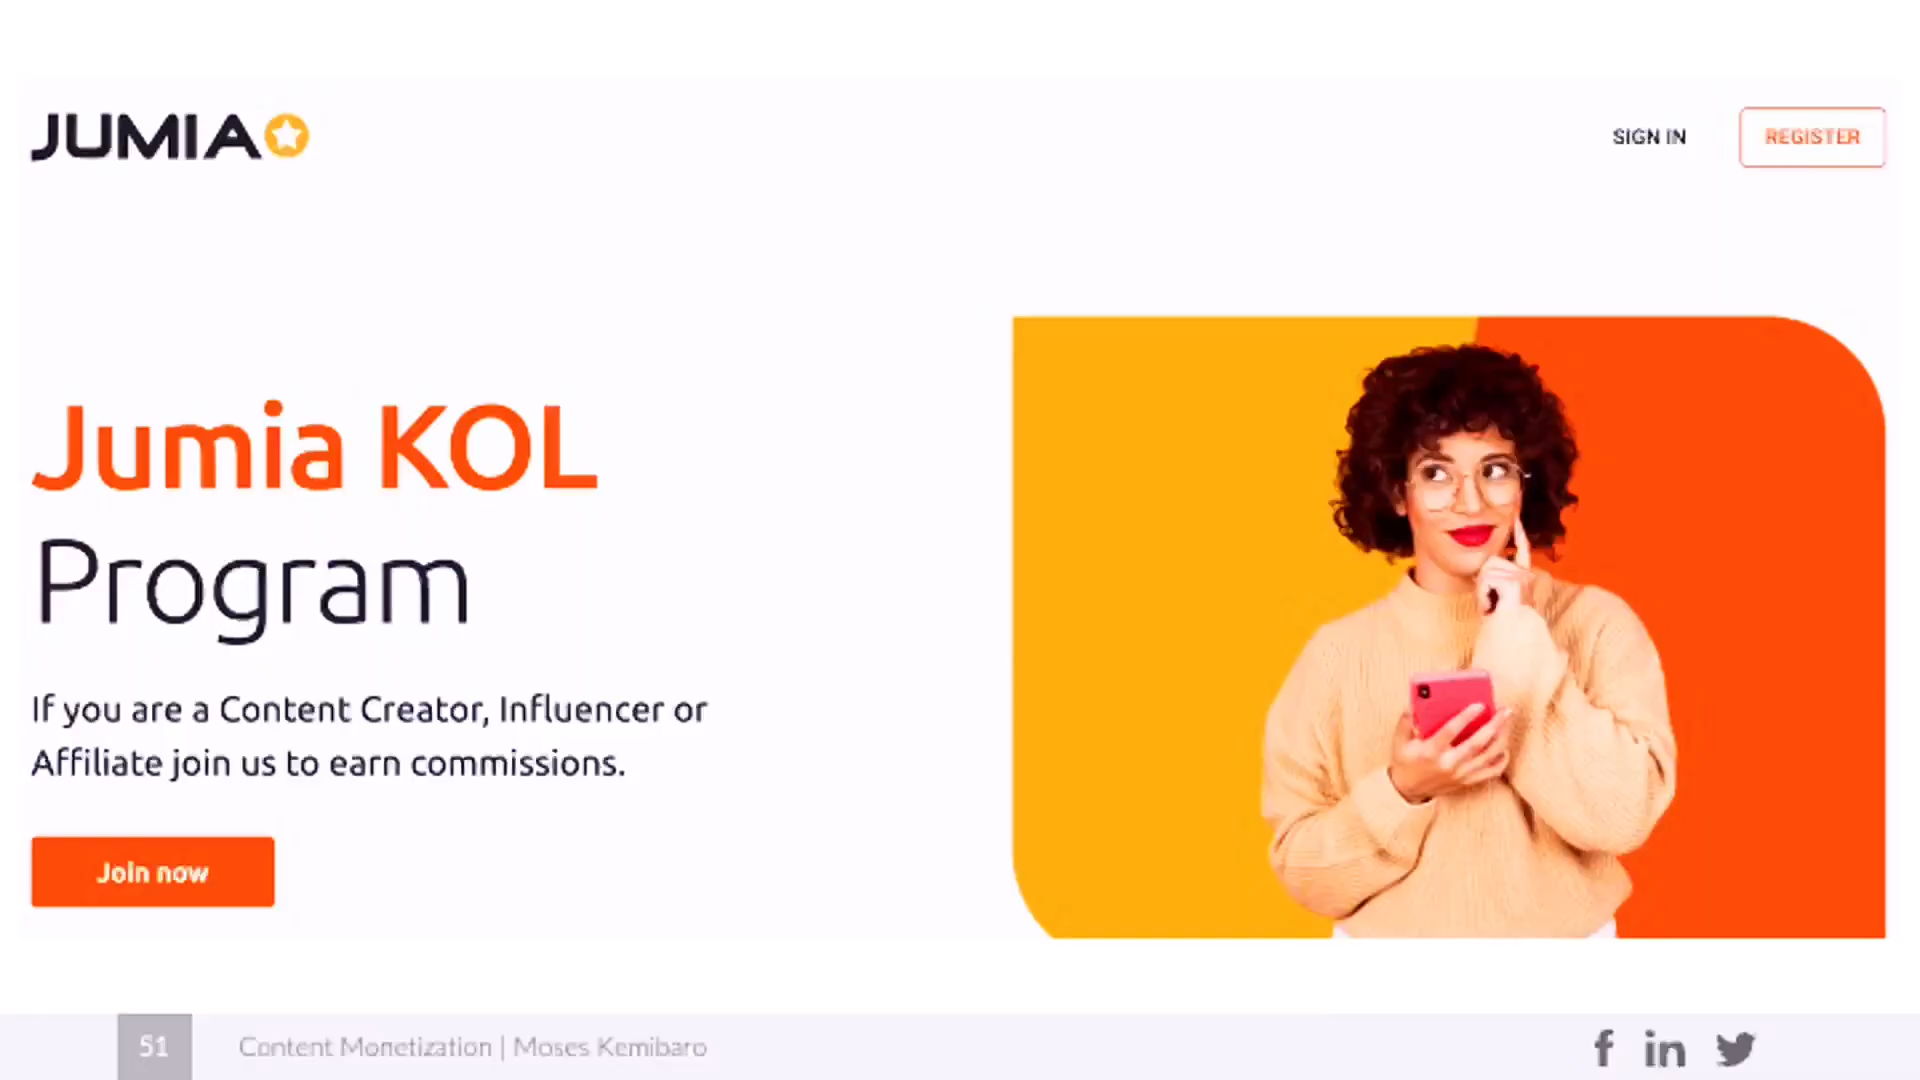 JUMIA
SIGN IN
REGISTER
Jumia KOL
Program
If you are a Content Creator, Influencer or
Affiliate join us to earn commissions.
Join now
51
Content Monetization | Moses Kemibaro